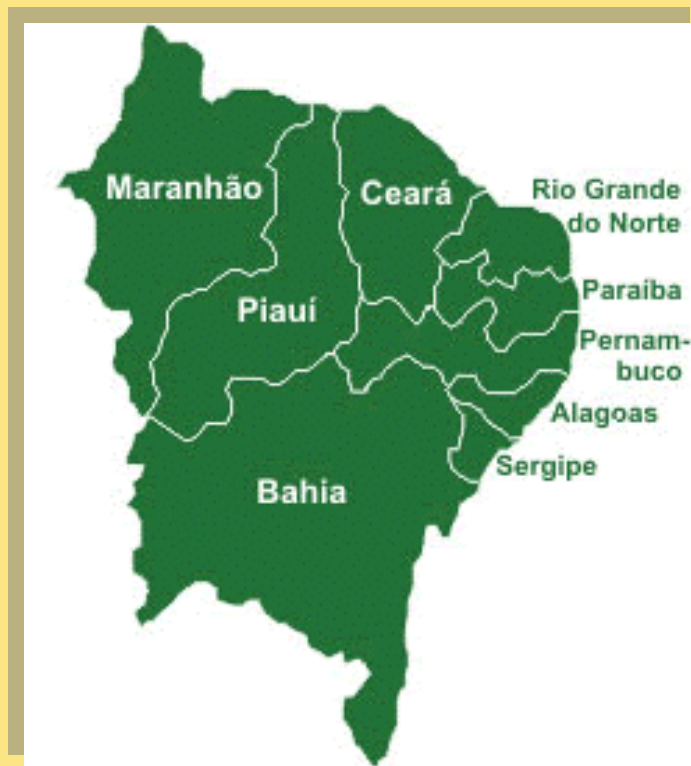 Maranhão
Ceará
Rio Grande
do Norte
Piauí
Paraíba
Pernam-
buco
Alagoas
Sergipe
Bahia